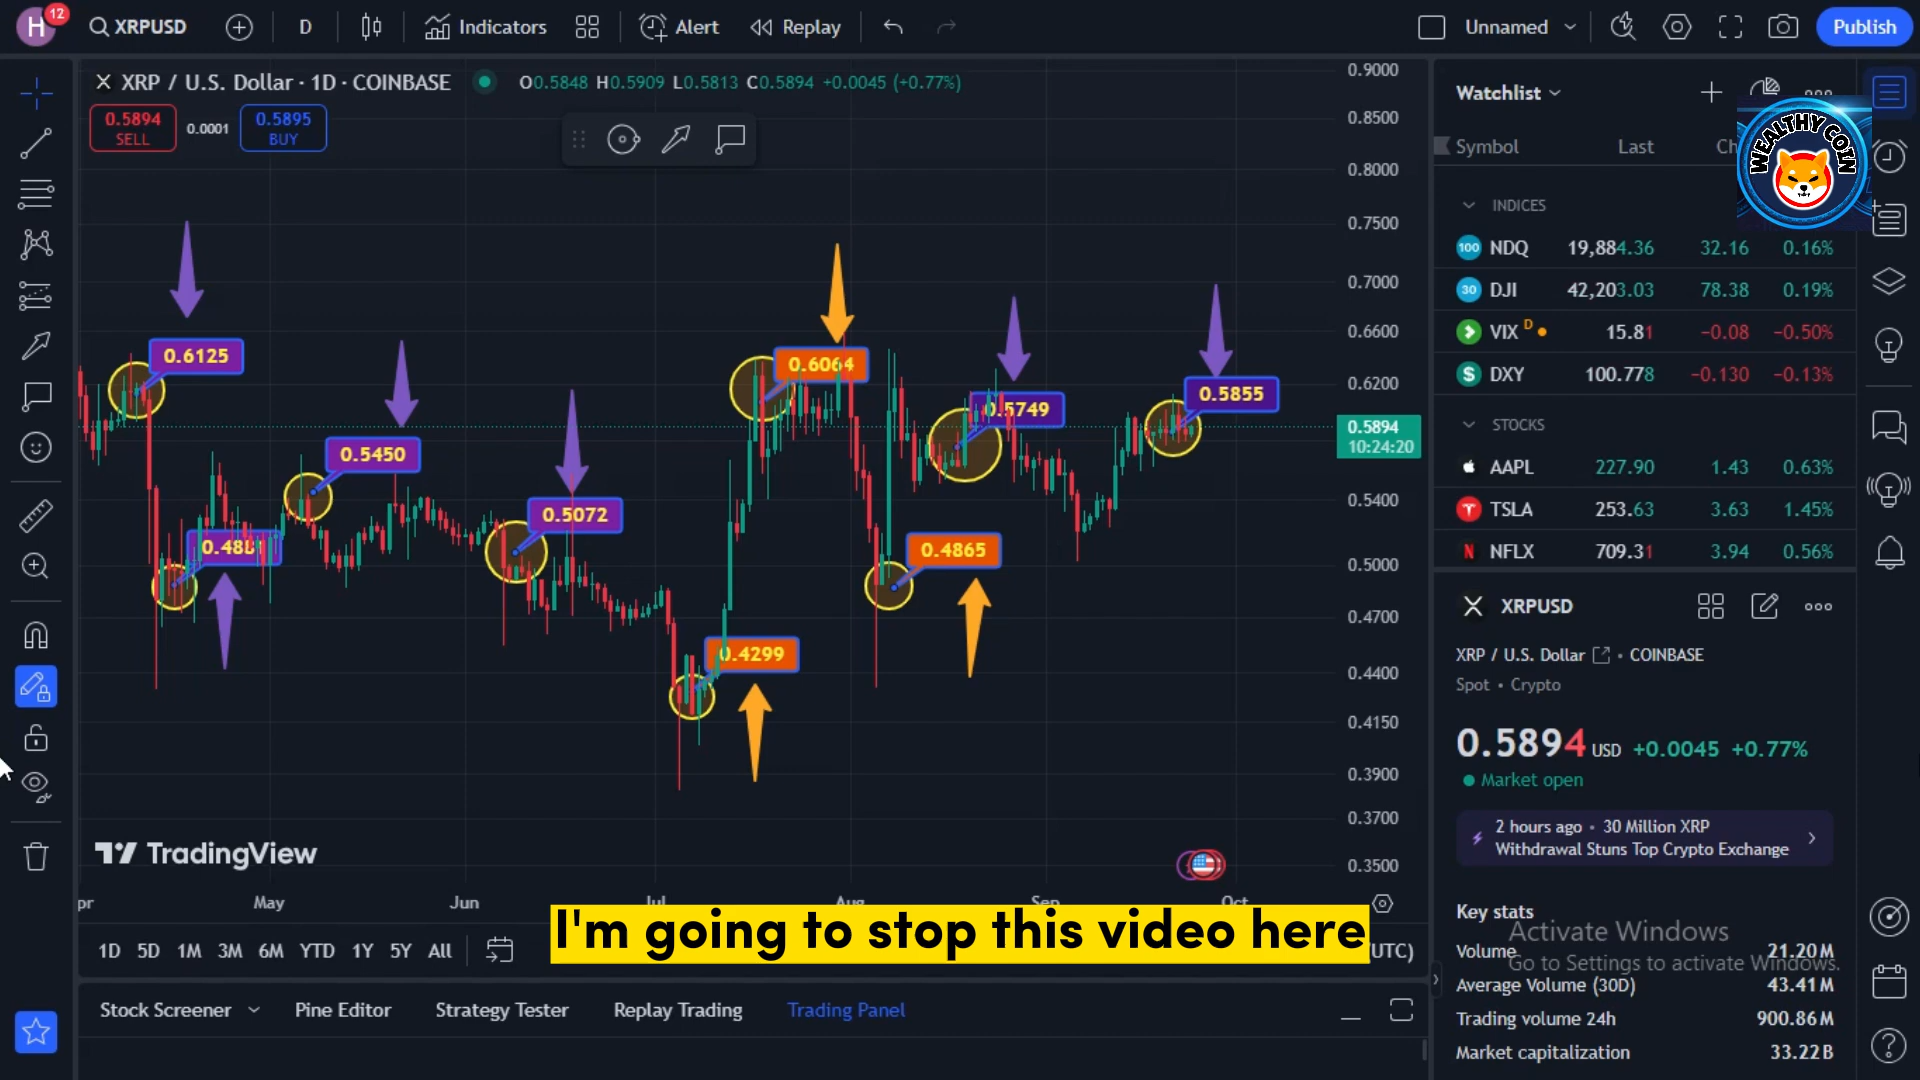 H 12 XRPUSD D Indicators Alert Replay Unnamed Publish
XRP / U.S. Dollar · 1D · COINBASE O0.5848 H0.5909 L0.5813 C0.5894 +0.0045 (+0.77%)
0.5894 SELL 0.0001 0.5895 BUY
0.9000
0.8500
0.8000
0.7500
0.7000
0.6600
0.6200
0.5894
10:24:20
0.5400
0.5000
0.4700
0.4400
0.4150
0.3900
0.3700
0.3500
0.6125
0.5450
0.5072
0.6064
0.4299
0.5749
0.4865
0.5855
TradingView
May Jun Aug Sep Oct
I'm going to stop this video here
1D 5D 1M 3M 6M YTD 1Y 5Y All UTC)
Stock Screener Pine Editor Strategy Tester Replay Trading Trading Panel
Watchlist
WEALTHY COIN
Symbol Last
INDICES
100 NDQ 19,884.36 32.16 0.16%
30 DJI 42,203.03 78.38 0.19%
VIX D 15.81 −0.08 −0.50%
$ DXY 100.778 −0.130 −0.13%
STOCKS
AAPL 227.90 1.43 0.63%
TSLA 253.63 3.63 1.45%
NFLX 709.31 3.94 0.56%
XRPUSD
XRP / U.S. Dollar • COINBASE
Spot • Crypto
0.5894 USD +0.0045 +0.77%
Market open
2 hours ago • 30 Million XRP
Withdrawal Stuns Top Crypto Exchange
Key stats
Activate Windows
Go to Settings to activate Windows.
Volume 21.20M
Average Volume (30D) 43.41M
Trading volume 24h 900.86M
Market capitalization 33.22B